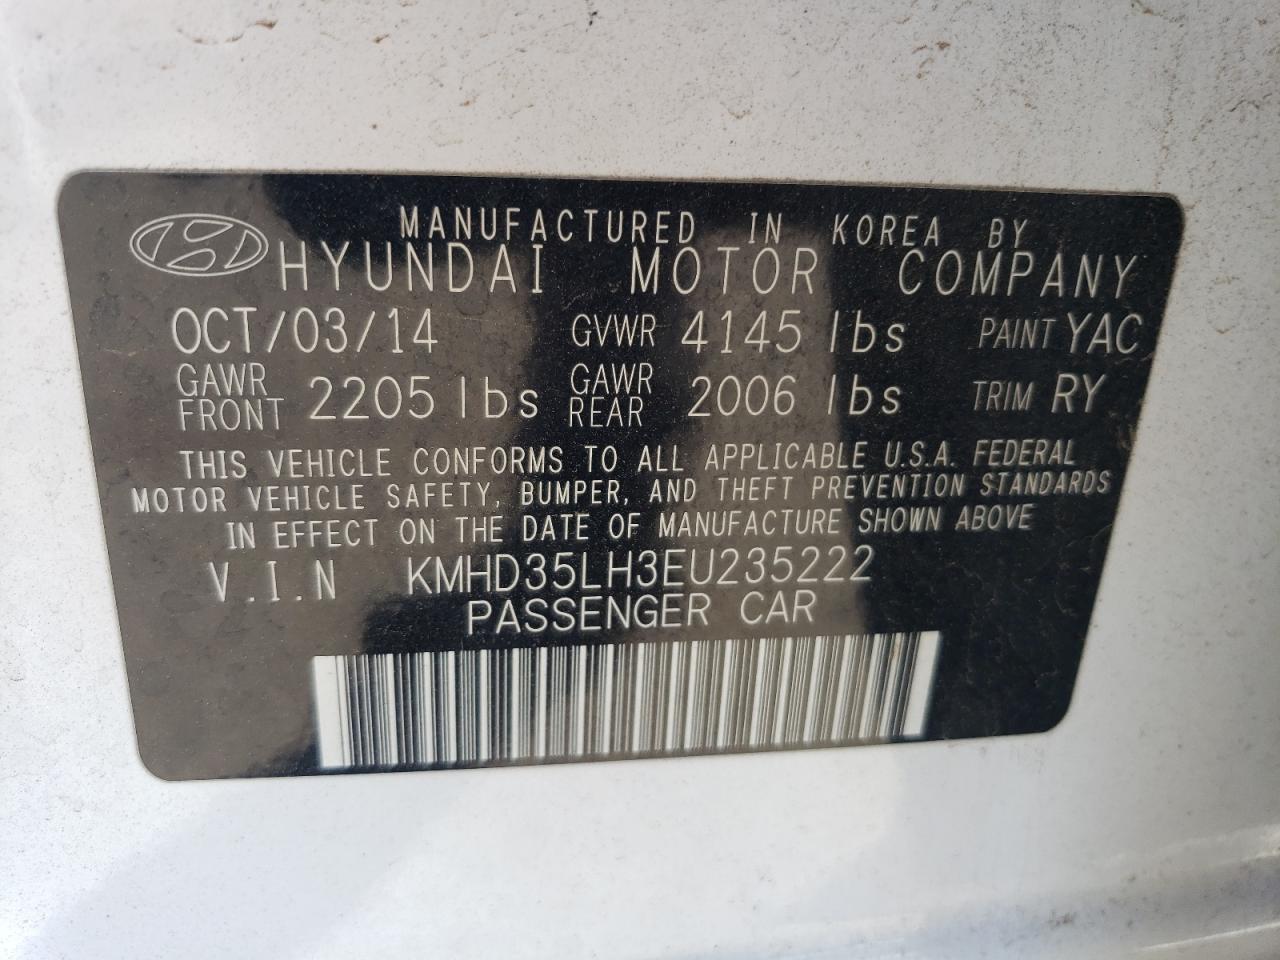 MANUFACTURED IN KOREA BY
HYUNDAI MOTOR COMPANY
OCT/03/14 GVWR 4145 lbs PAINT YAC
GAWR FRONT 2205 lbs GAWR REAR 2006 lbs TRIM RY
THIS VEHICLE CONFORMS TO ALL APPLICABLE U.S.A. FEDERAL
MOTOR VEHICLE SAFETY, BUMPER, AND THEFT PREVENTION STANDARDS
IN EFFECT ON THE DATE OF MANUFACTURE SHOWN ABOVE
V.I.N KMHD35LH3EU235222
PASSENGER CAR